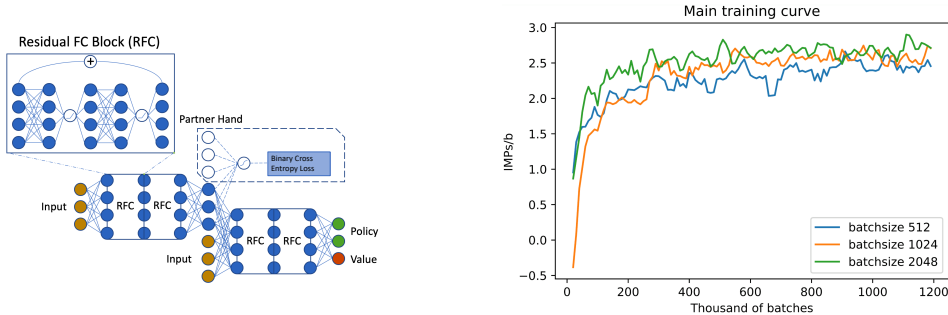 Residual FC Block (RFC)
+
Partner Hand
Binary Cross
Entropy Loss
Input
RFC
RFC
Input
RFC
RFC
Policy
Value
Main training curve
IMPs/b
3.0
2.5
2.0
1.5
1.0
0.5
0.0
−0.5
0
200
400
600
800
1000
1200
Thousand of batches
batchsize 512
batchsize 1024
batchsize 2048